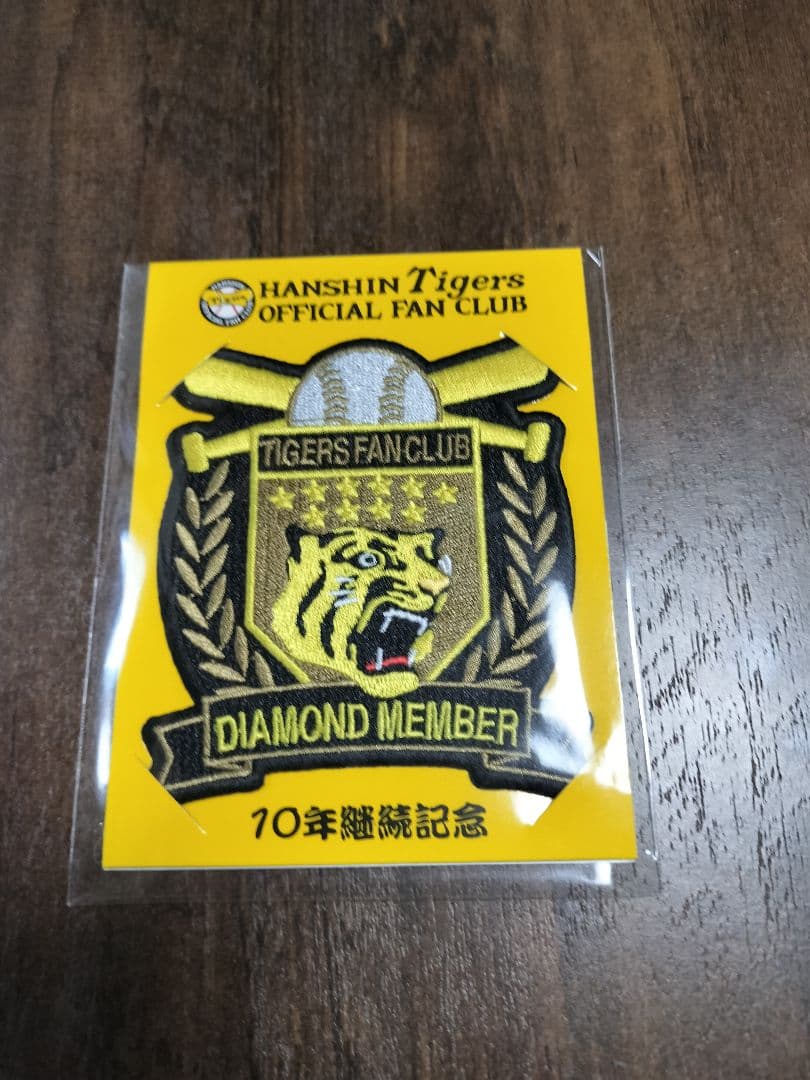 HANSHIN Tigers
OFFICIAL FAN CLUB
TIGERS FAN CLUB
DIAMOND MEMBER
10年継続記念